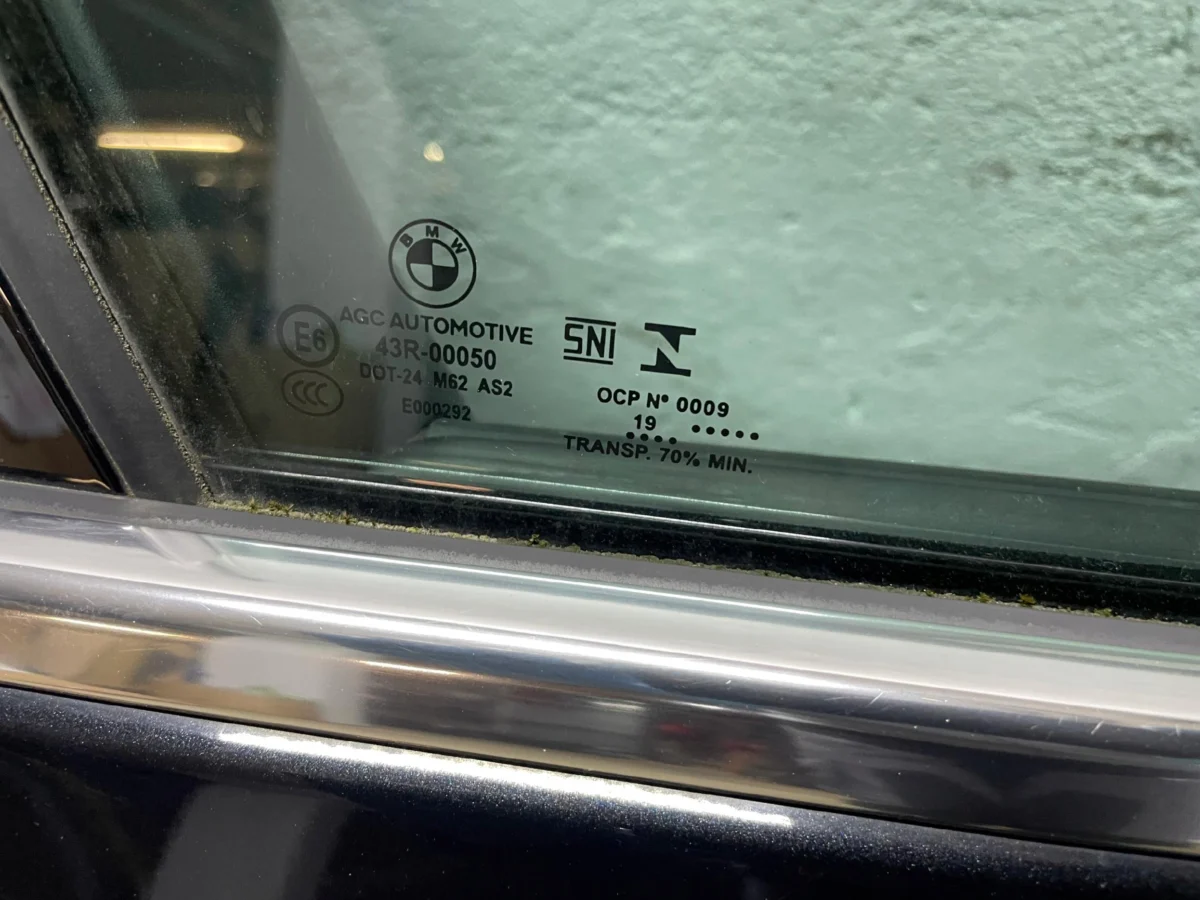 BMW
AGC AUTOMOTIVE
E6
43R-00050
DOT-24 M62 AS2
CCC
E000292
SNI
OCP Nº 0009
19
TRANSP. 70% MIN.